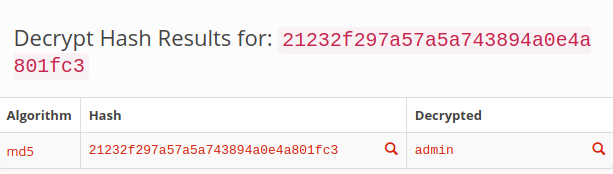 Decrypt Hash Results for: 21232f297a57a5a743894a0e4a
801fc3
Algorithm Hash Decrypted
md5 21232f297a57a5a743894a0e4a801fc3 admin